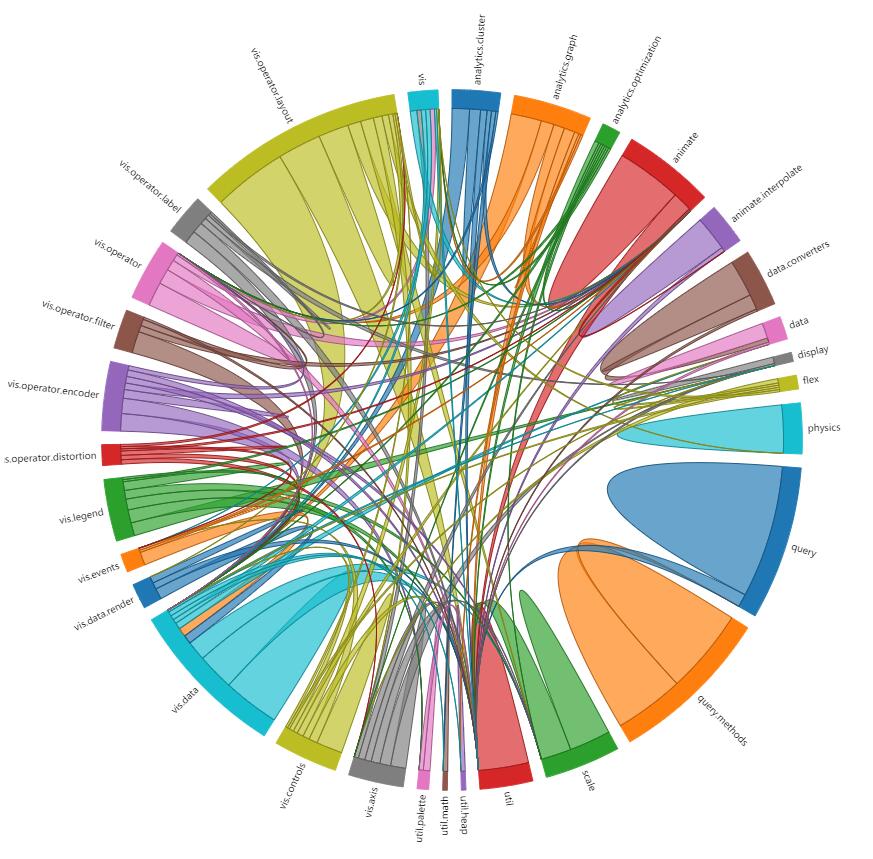 vis
analytics.cluster
analytics.graph
analytics.optimization
animate
animate.interpolate
data.converters
data
display
flex
physics
query
query.methods
scale
util
util.heap
util.math
util.palette
vis.axis
vis.controls
vis.data
vis.data.render
vis.events
vis.legend
s.operator.distortion
vis.operator.encoder
vis.operator.filter
vis.operator
vis.operator.label
vis.operator.layout